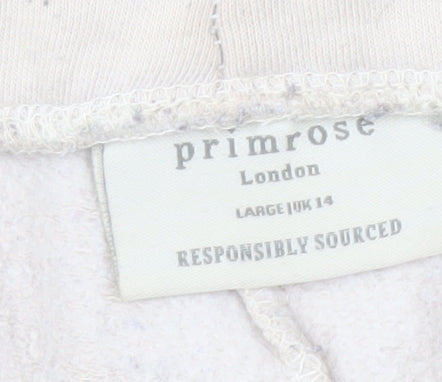 primrose
London
LARGE|UK 14
RESPONSIBLY SOURCED